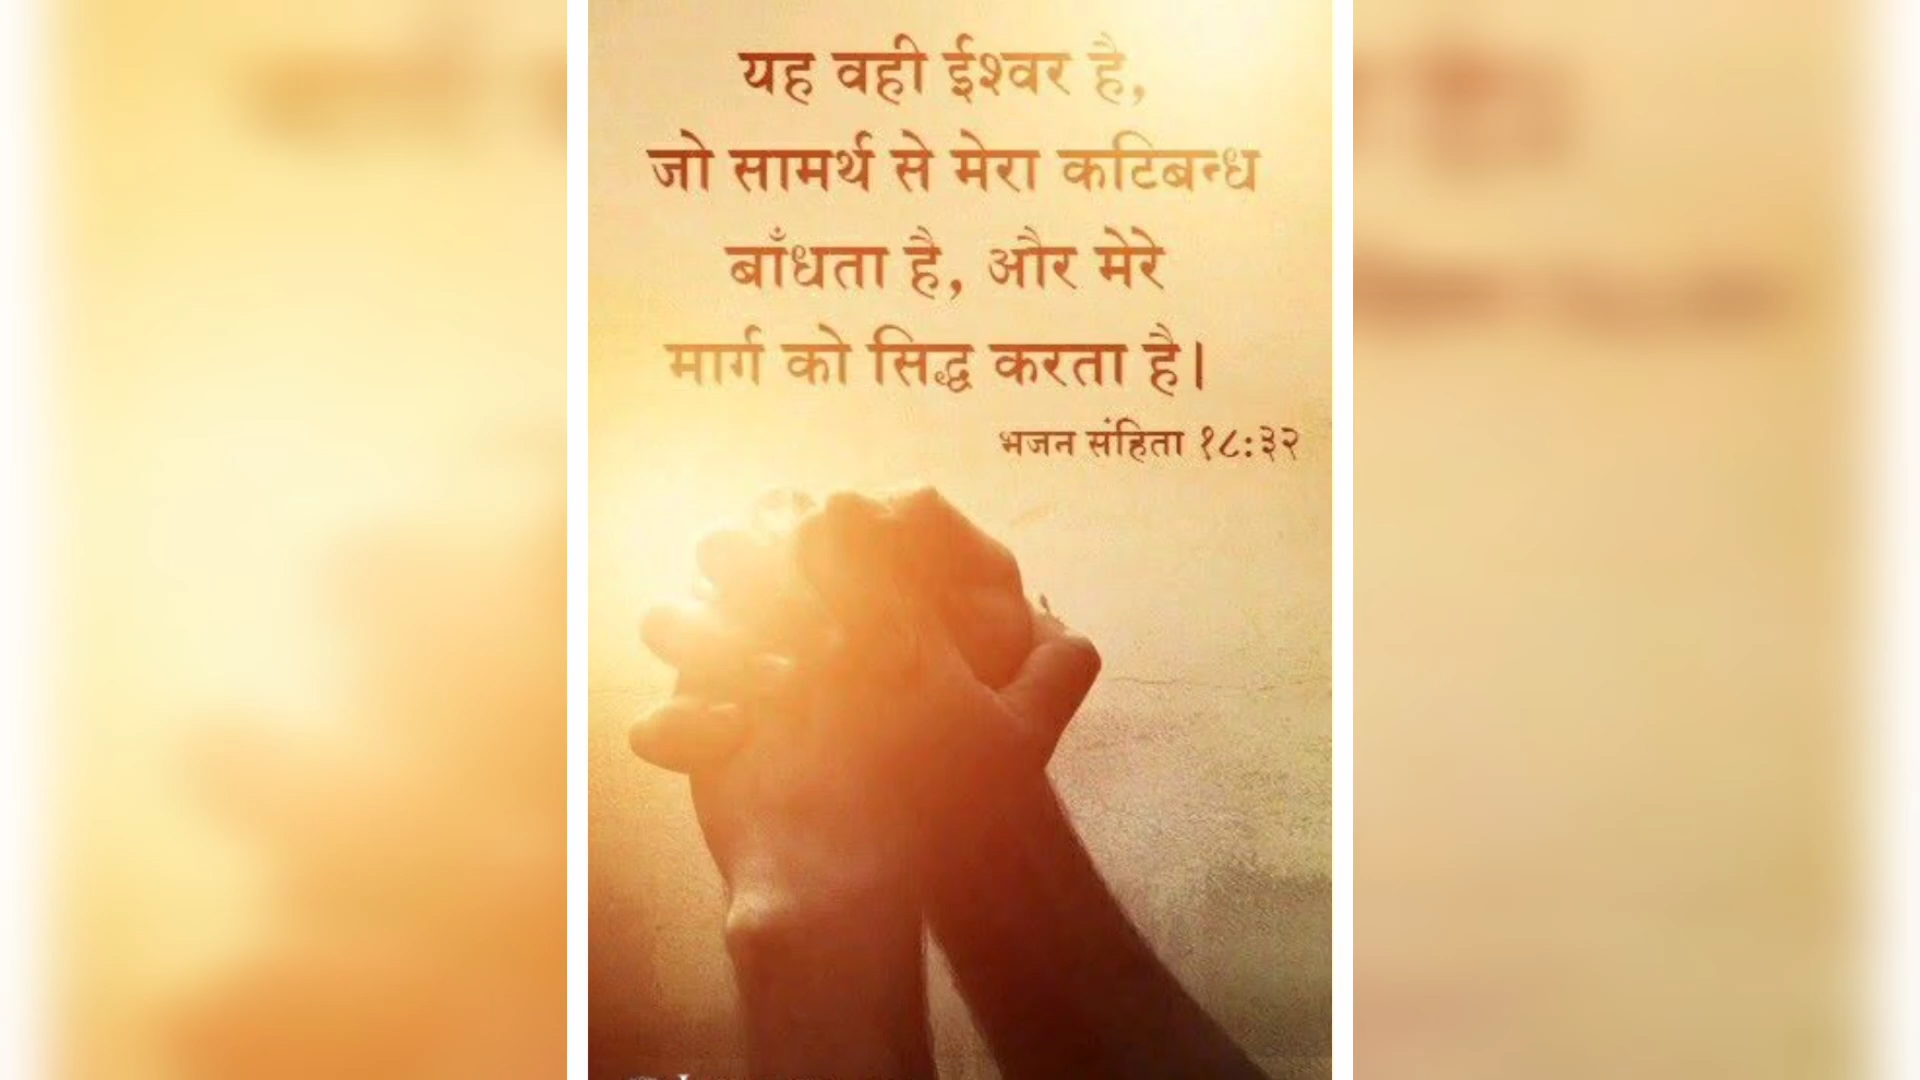 यह वही ईश्वर है,
जो सामर्थ से मेरा कटिबन्ध
बाँधता है, और मेरे
मार्ग को सिद्ध करता है।
भजन संहिता १८:३२